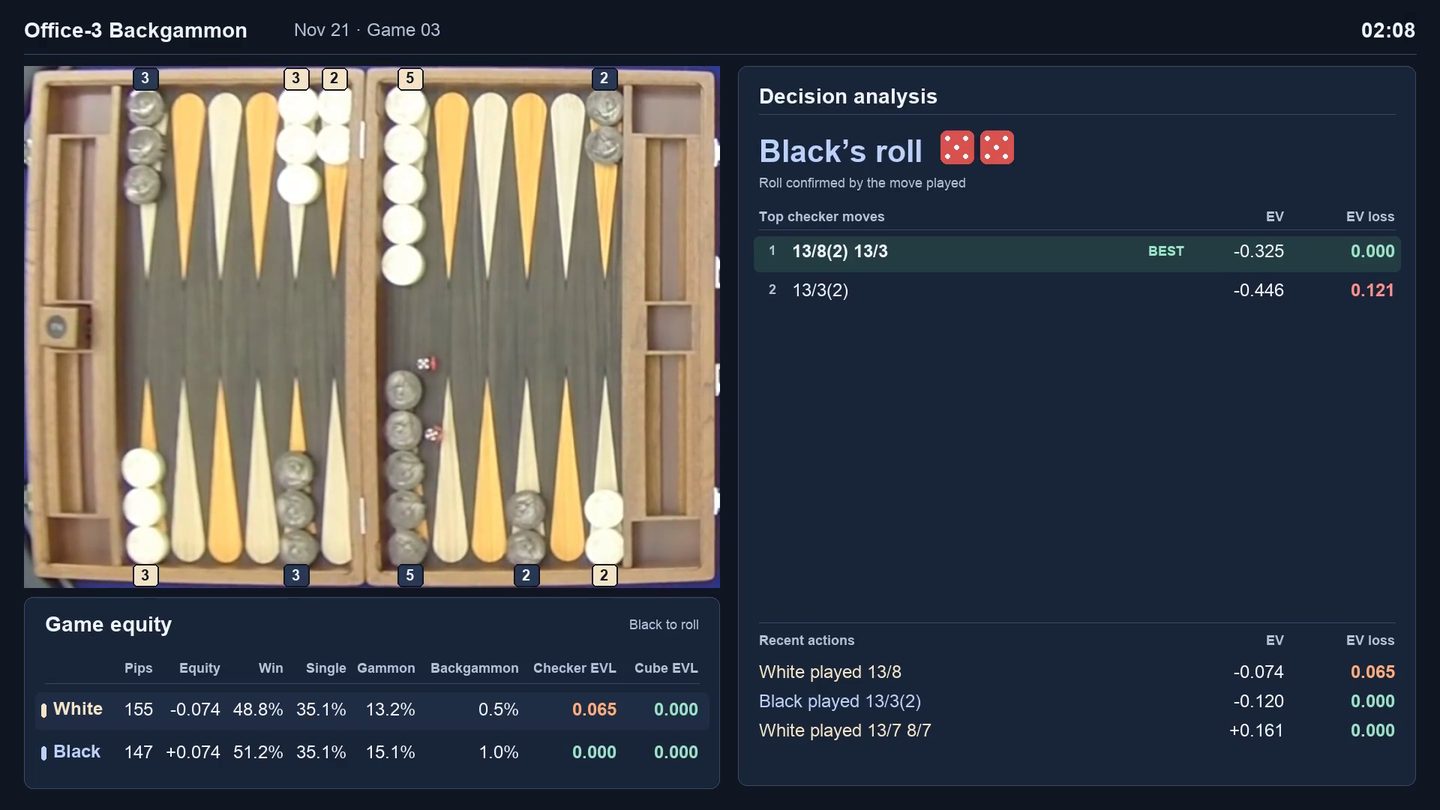 Office-3 Backgammon Nov 21 · Game 03 02:08
3 3 2 5 2
3 3 5 2 2
Game equity Black to roll
Pips Equity Win Single Gammon Backgammon Checker EVL Cube EVL
White 155 -0.074 48.8% 35.1% 13.2% 0.5% 0.065 0.000
Black 147 +0.074 51.2% 35.1% 15.1% 1.0% 0.000 0.000
Decision analysis
Black’s roll
Roll confirmed by the move played
Top checker moves EV EV loss
1 13/8(2) 13/3 BEST -0.325 0.000
2 13/3(2) -0.446 0.121
Recent actions EV EV loss
White played 13/8 -0.074 0.065
Black played 13/3(2) -0.120 0.000
White played 13/7 8/7 +0.161 0.000